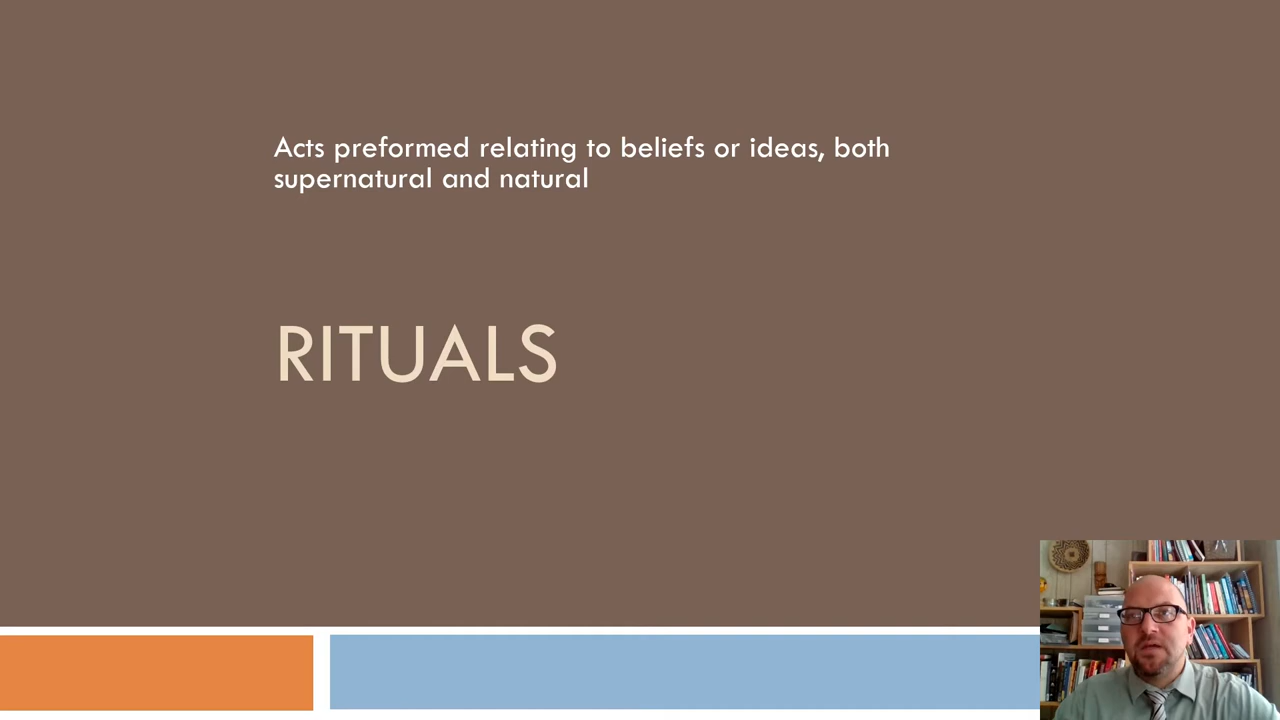 Acts preformed relating to beliefs or ideas, both
supernatural and natural
RITUALS